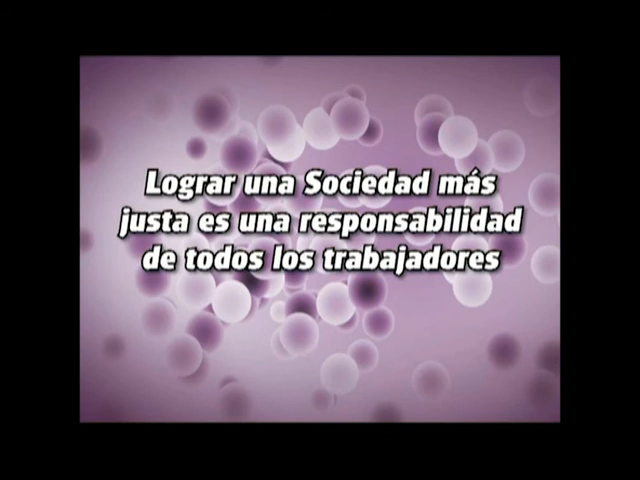 Lograr una Sociedad más
justa es una responsabilidad
de todos los trabajadores